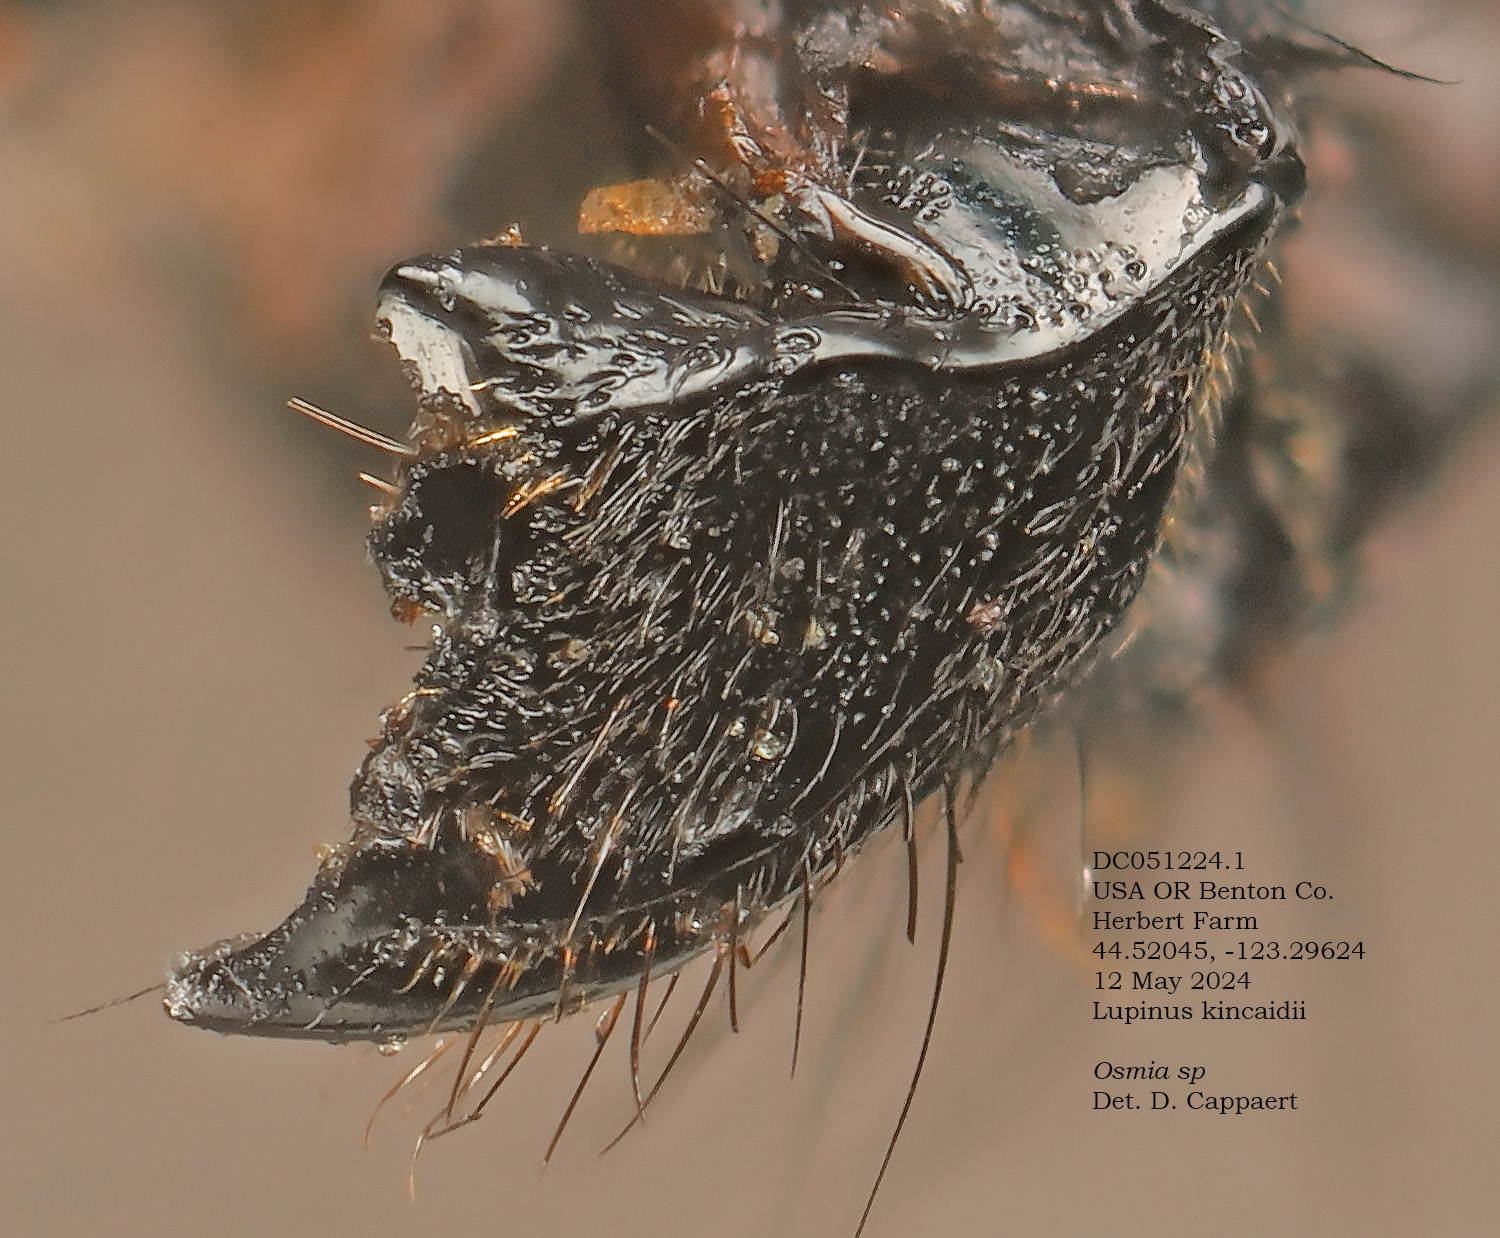 DC051224.1
USA OR Benton Co.
Herbert Farm
44.52045, -123.29624
12 May 2024
Lupinus kincaidii
Osmia sp
Det. D. Cappaert